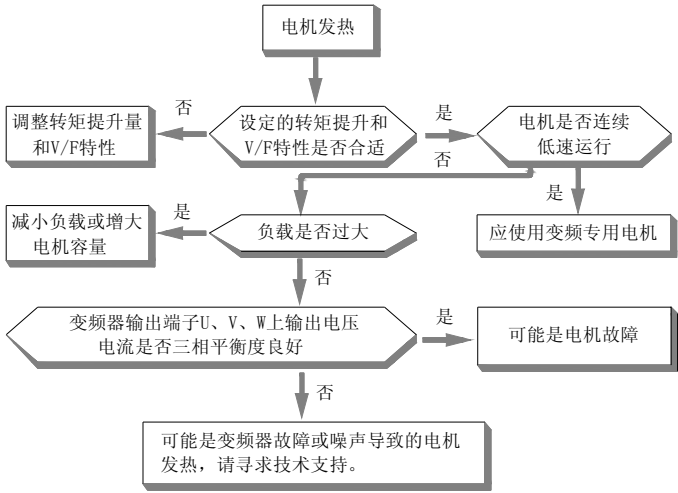 电机发热
否
调整转矩提升量
和V/F特性
设定的转矩提升和
V/F特性是否合适
是
电机是否连续
低速运行
否
是
应使用变频专用电机
减小负载或增大
电机容量
是
负载是否过大
否
变频器输出端子U、V、W上输出电压
电流是否三相平衡度良好
是
可能是电机故障
否
可能是变频器故障或噪声导致的电机
发热，请寻求技术支持。